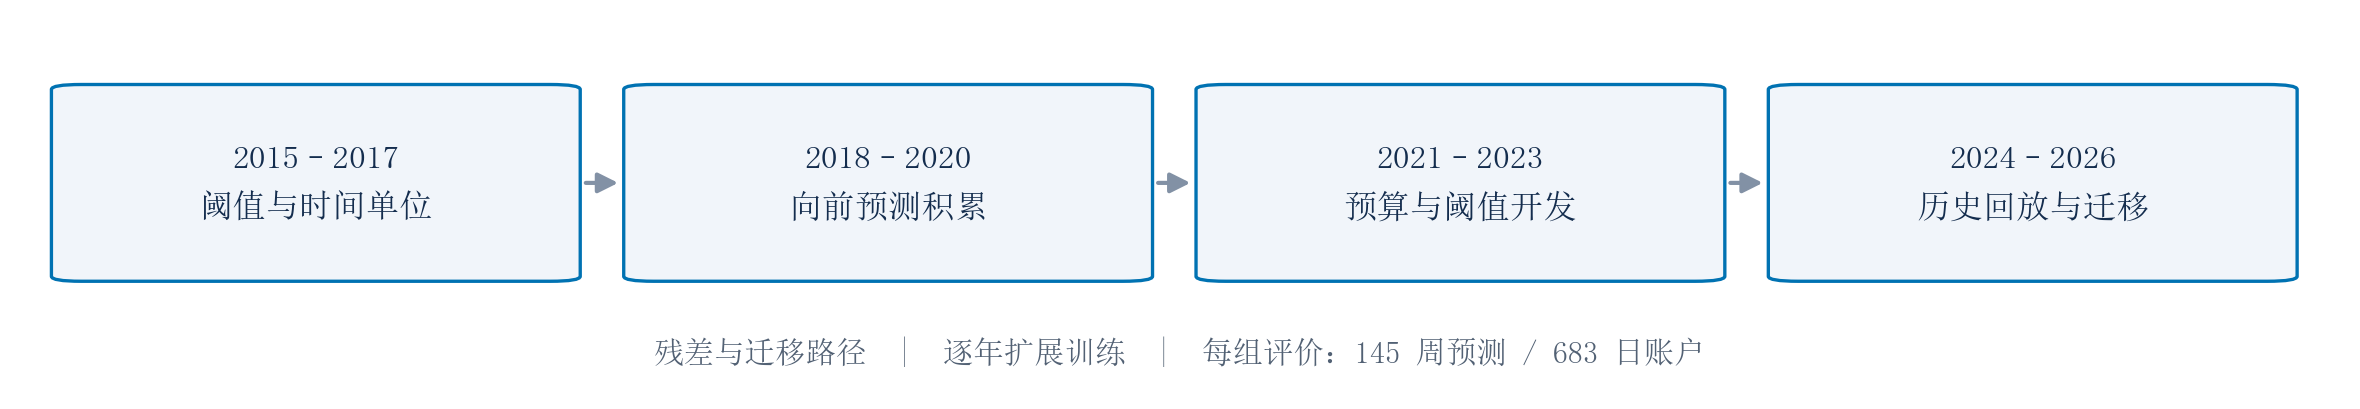 2015 – 2017
阈值与时间单位
2018 – 2020
向前预测积累
2021 – 2023
预算与阈值开发
2024 – 2026
历史回放与迁移
残差与迁移路径 | 逐年扩展训练 | 每组评价：145 周预测 / 683 日账户